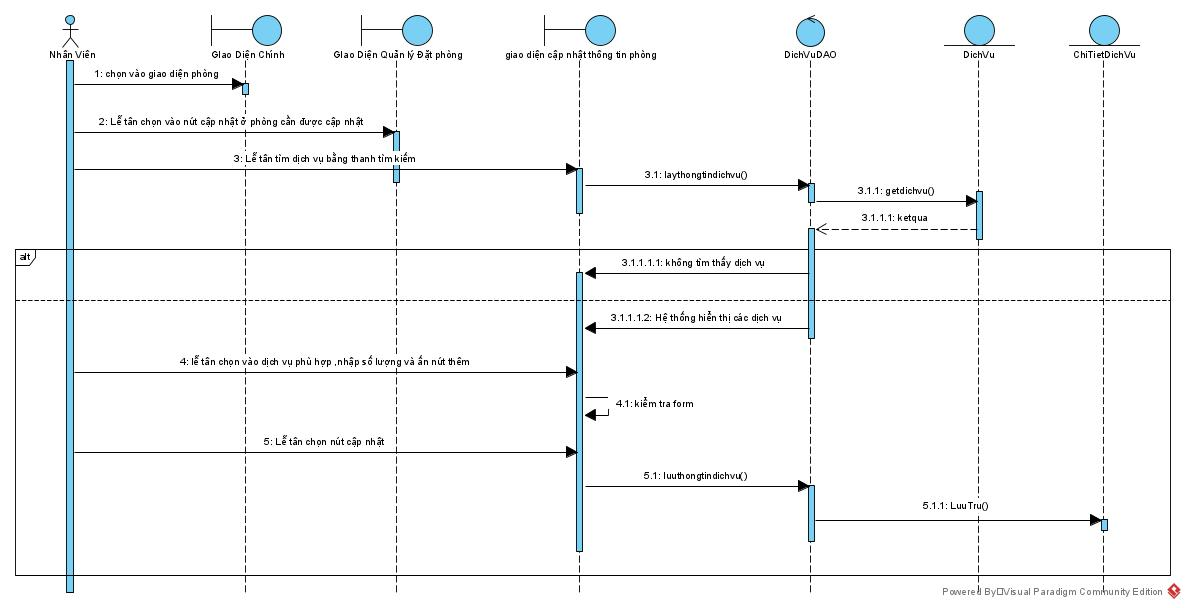 Nhân Viên
GIao Diện Chính
GIao Diện Quản lý Đặt phòng
giao diện cập nhật thông tin phòng
DichVuDAO
DichVu
ChiTietDichVu
1: chọn vào giao diện phòng
2: Lễ tân chọn vào nút cập nhật ở phòng cần được cập nhật
3: Lễ tân tìm dịch vụ bằng thanh tìm kiếm
3.1: laythongtindichvu()
3.1.1: getdichvu()
3.1.1.1: ketqua
alt
3.1.1.1.1: không tìm thấy dịch vụ
3.1.1.1.2: Hệ thống hiển thị các dịch vụ
4: lễ tân chọn vào dịch vụ phù hợp ,nhập số lượng và ấn nút thêm
4.1: kiểm tra form
5: Lễ tân chọn nút cập nhật
5.1: luuthongtindichvu()
5.1.1: LuuTru()
Powered By□Visual Paradigm Community Edition